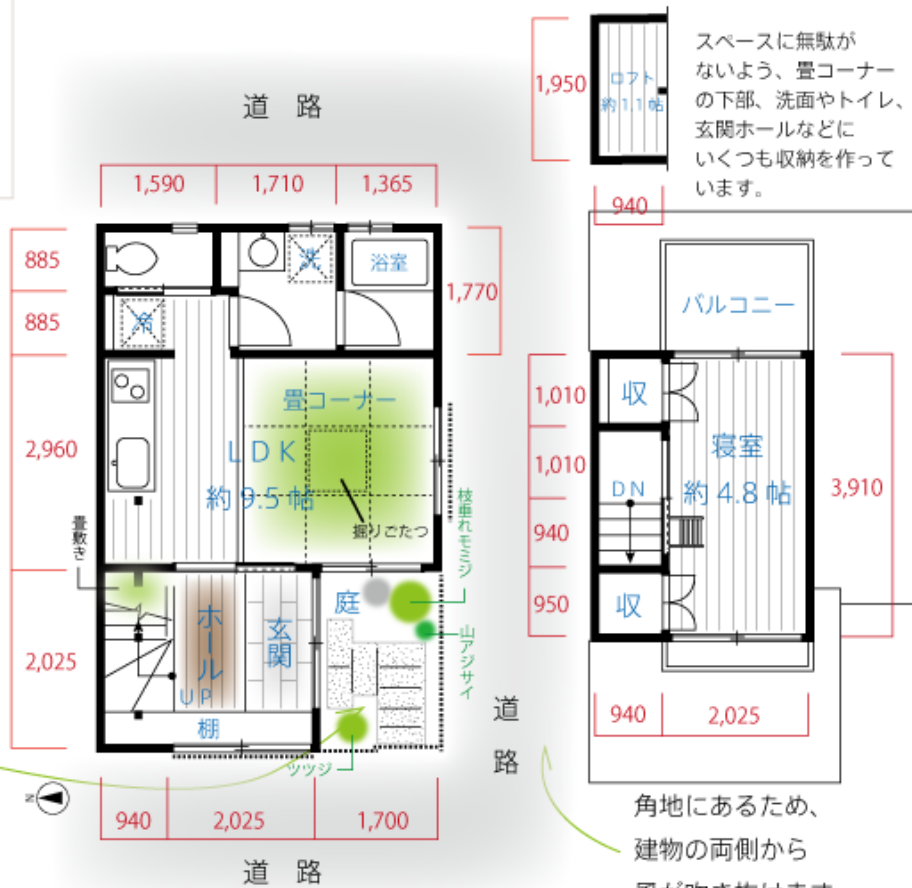 道 路
1,590
1,710
1,365
885
885
2,960
2,025
1,770
洗
浴室
冷
畳コーナー
LDK
約 9.5 帖
掘りごたつ
畳敷き
枝垂れモミジ
山アジサイ
庭
ホール
玄関
UP
棚
ツツジ
N
940
2,025
1,700
道 路
道 路
1,950
ロフト
約 1.1 帖
940
スペースに無駄が
ないよう、畳コーナー
の下部、洗面やトイレ、
玄関ホールなどに
いくつも収納を作って
います。
バルコニー
1,010
1,010
940
950
収
DN
収
寝室
約 4.8 帖
3,910
940
2,025
角地にあるため、
建物の両側から